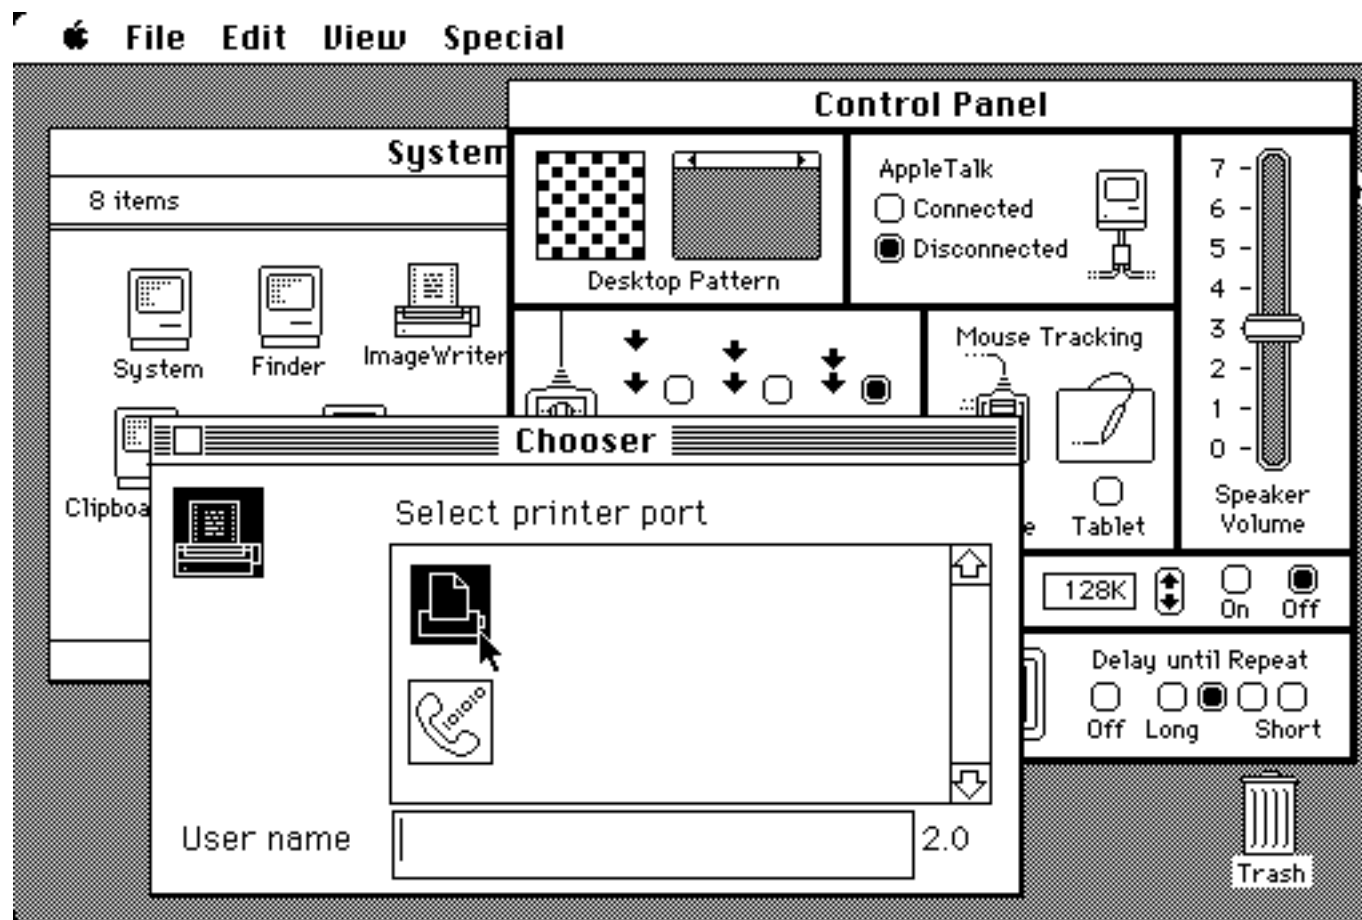 File Edit View Special
Control Panel
System
8 items
System
Finder
ImageWriter
Desktop Pattern
AppleTalk
Connected
Disconnected
7
6
5
4
3
2
1
0
Speaker
Volume
Mouse Tracking
Tablet
128K
On
Off
Delay until Repeat
Off Long Short
Chooser
Select printer port
User name
2.0
Trash